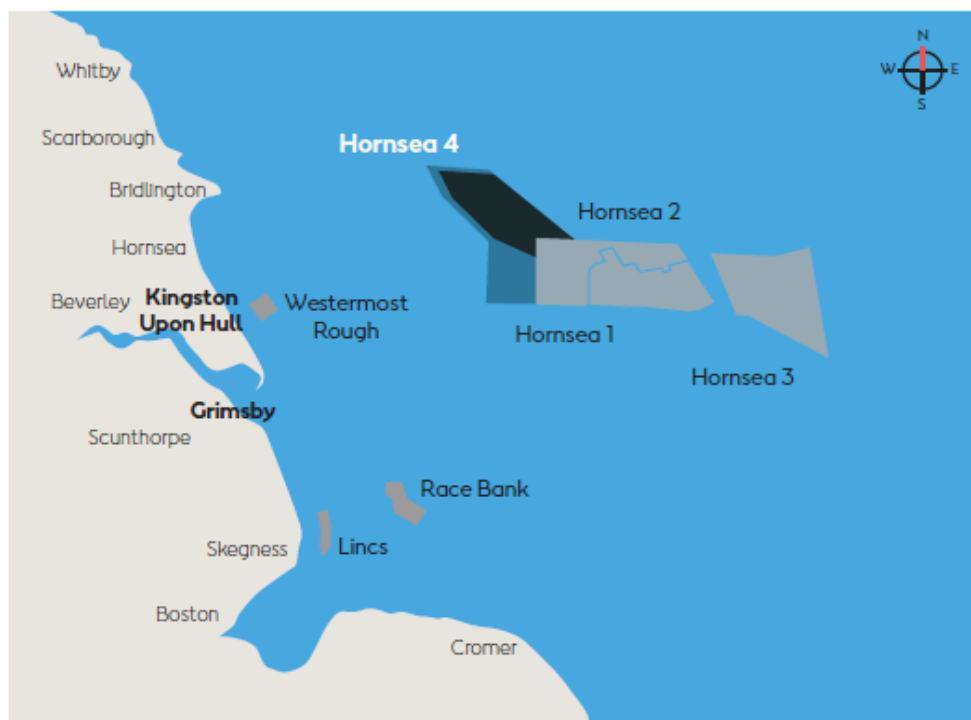 N
W E
S
Whitby
Scarborough
Hornsea 4
Bridlington
Hornsea 2
Hornsea
Beverley
Kingston
Upon Hull
Westermost
Rough
Hornsea 1
Hornsea 3
Grimsby
Scunthorpe
Race Bank
Skegness
Lincs
Boston
Cromer